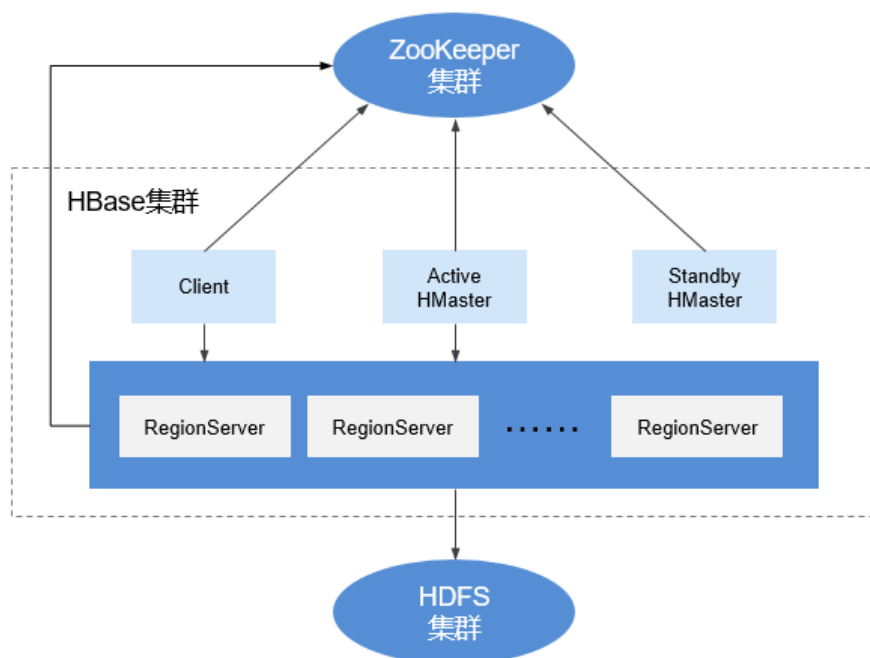 ZooKeeper
集群
HBase集群
Client
Active
HMaster
Standby
HMaster
RegionServer
RegionServer
······
RegionServer
HDFS
集群